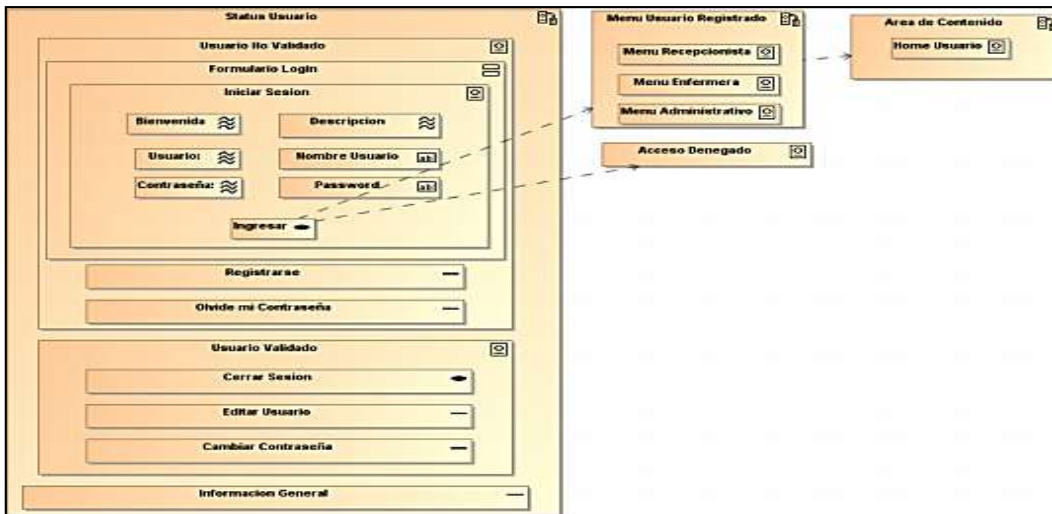 Status Usuario
Usuario No Validado
Formulario Login
Iniciar Sesion
Bienvenida
Descripcion
Usuario:
Nombre Usuario
ab
Contraseña:
Password
ab
Ingresar
Registrarse
Olvide mi Contraseña
Usuario Validado
Cerrar Sesion
Editar Usuario
Cambiar Contraseña
Informacion General
Menu Usuario Registrado
Menu Recepcionista
Menu Enfermera
Menu Administrativo
Acceso Denegado
Area de Contenido
Home Usuario